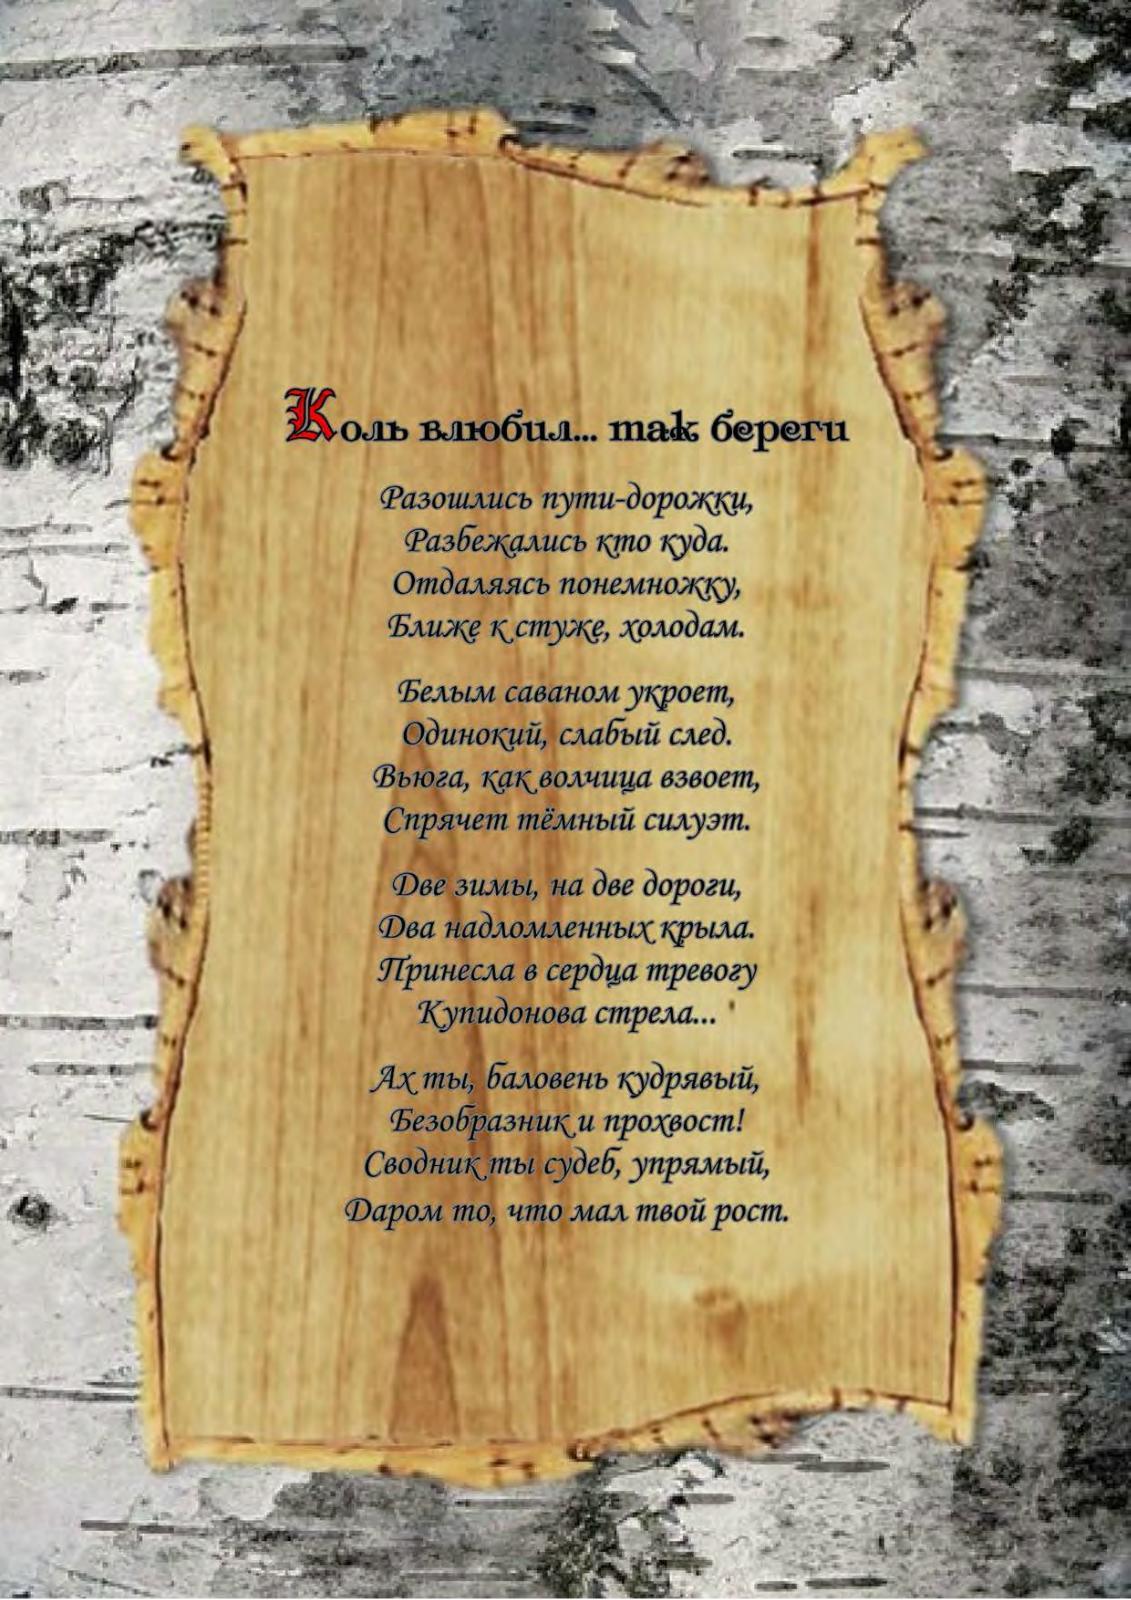 Коль влюбил... так береги
Разошлись пути-дорожки,
Разбежались кто куда.
Отдаляясь понемножку,
Ближе к стуже, холодам.
Белым саваном укроет,
Одинокий, слабый след.
Вьюга, как волчица взвоет,
Спрячет тёмный силуэт.
Две зимы, на две дороги,
Два надломленных крыла.
Принесла в сердца тревогу
Купидонова стрела...
Ах ты, баловень кудрявый,
Безобразник и прохвост!
Сводник ты судеб, упрямый,
Даром то, что мал твой рост.